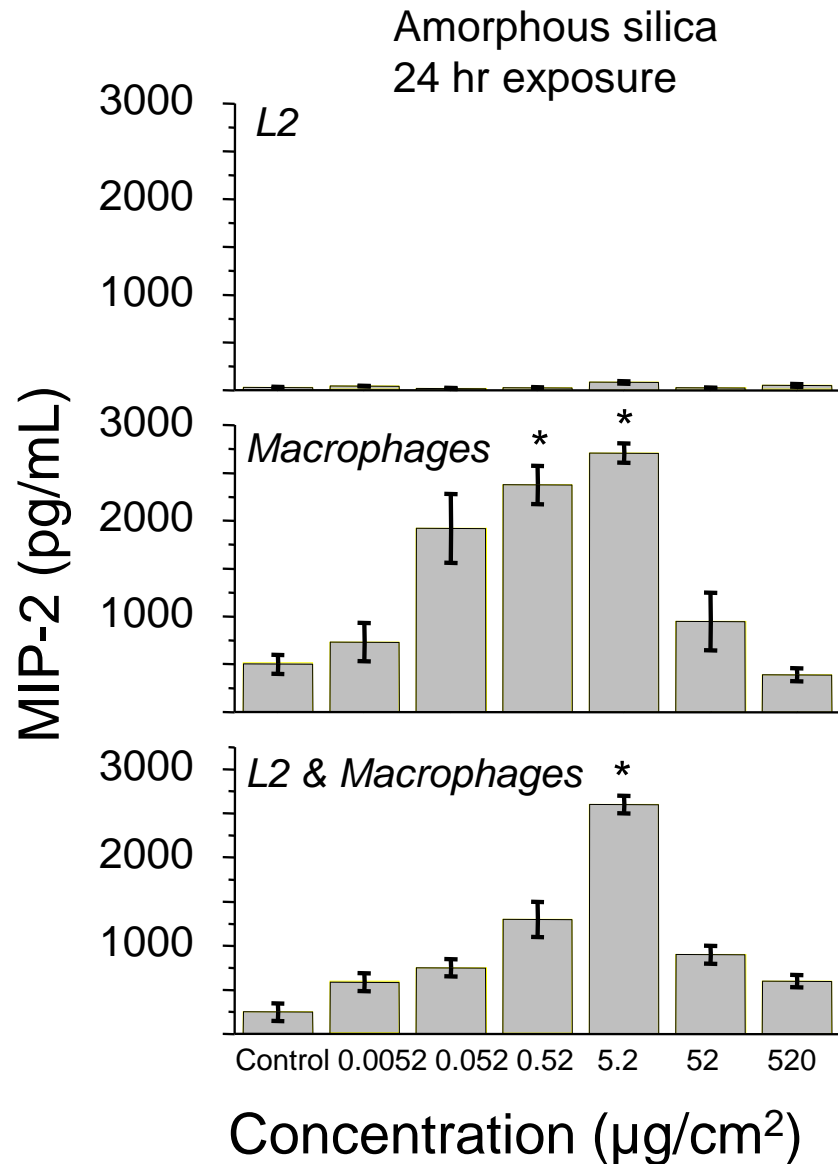 Amorphous silica
24 hr exposure
MIP-2 (pg/mL)
3000
L2
2000
1000
3000
Macrophages
*
*
2000
1000
3000
L2 & Macrophages
*
2000
1000
Control 0.0052 0.052 0.52 5.2 52 520
Concentration (µg/cm²)